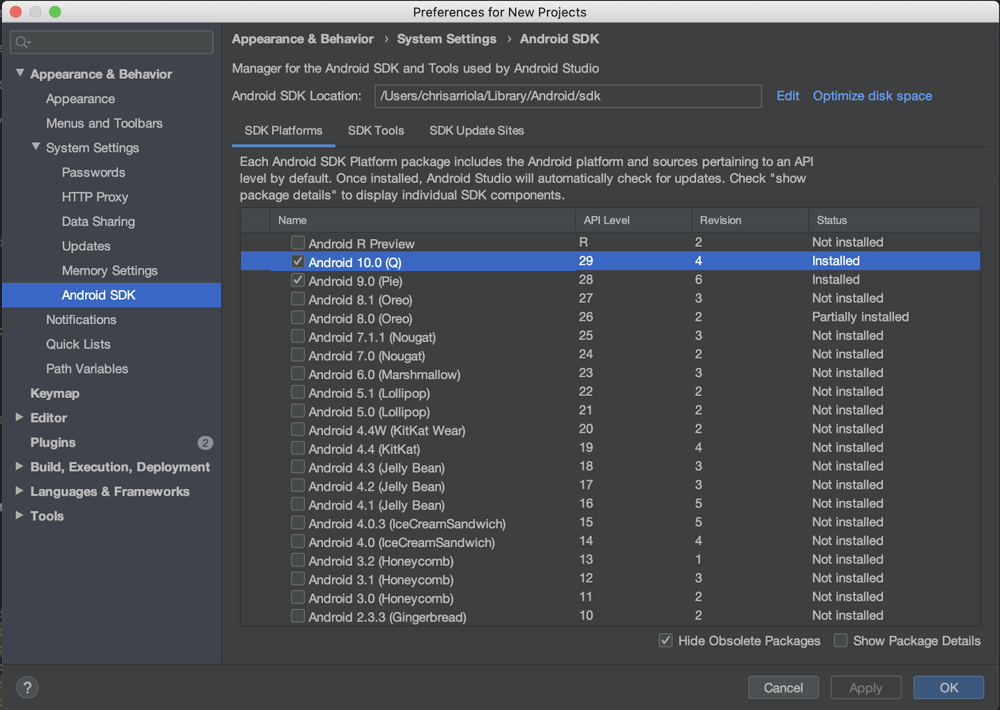 Preferences for New Projects
Appearance & Behavior
Appearance
Menus and Toolbars
System Settings
Passwords
HTTP Proxy
Data Sharing
Updates
Memory Settings
Android SDK
Notifications
Quick Lists
Path Variables
Keymap
Editor
Plugins 2
Build, Execution, Deployment
Languages & Frameworks
Tools
Appearance & Behavior › System Settings › Android SDK
Manager for the Android SDK and Tools used by Android Studio
Android SDK Location: /Users/chrisarriola/Library/Android/sdk Edit Optimize disk space
SDK Platforms SDK Tools SDK Update Sites
Each Android SDK Platform package includes the Android platform and sources pertaining to an API
level by default. Once installed, Android Studio will automatically check for updates. Check "show
package details" to display individual SDK components.
Name API Level Revision Status
Android R Preview R 2 Not installed
Android 10.0 (Q) 29 4 Installed
Android 9.0 (Pie) 28 6 Installed
Android 8.1 (Oreo) 27 3 Not installed
Android 8.0 (Oreo) 26 2 Partially installed
Android 7.1.1 (Nougat) 25 3 Not installed
Android 7.0 (Nougat) 24 2 Not installed
Android 6.0 (Marshmallow) 23 3 Not installed
Android 5.1 (Lollipop) 22 2 Not installed
Android 5.0 (Lollipop) 21 2 Not installed
Android 4.4W (KitKat Wear) 20 2 Not installed
Android 4.4 (KitKat) 19 4 Not installed
Android 4.3 (Jelly Bean) 18 3 Not installed
Android 4.2 (Jelly Bean) 17 3 Not installed
Android 4.1 (Jelly Bean) 16 5 Not installed
Android 4.0.3 (IceCreamSandwich) 15 5 Not installed
Android 4.0 (IceCreamSandwich) 14 4 Not installed
Android 3.2 (Honeycomb) 13 1 Not installed
Android 3.1 (Honeycomb) 12 3 Not installed
Android 3.0 (Honeycomb) 11 2 Not installed
Android 2.3.3 (Gingerbread) 10 2 Not installed
Hide Obsolete Packages Show Package Details
? Cancel Apply OK